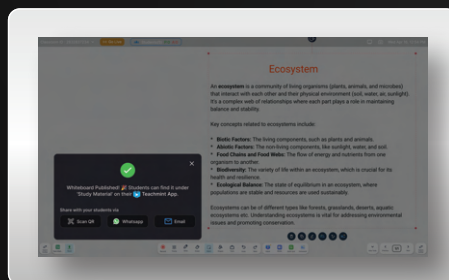 Ecosystem
An ecosystem is a community of living organisms (plants, animals, and microbes)
that interact with each other and their physical environment (soil, water, air, sunlight).
It's a complex web of relationships where each part plays a role in maintaining
balance and stability.
Key concepts related to ecosystems include:
* Biotic Factors: The living components, such as plants and animals.
* Abiotic Factors: The non-living components, like sunlight, water, and soil.
* Food Chains and Food Webs: The flow of energy and nutrients from one
organism to another.
* Biodiversity: The variety of life within an ecosystem, which is crucial for its
health and resilience.
* Ecological Balance: The state of equilibrium in an ecosystem, where
populations are stable and resources are used sustainably.
Ecosystems can be of different types like forests, grasslands, deserts, aquatic
ecosystems etc. Understanding ecosystems is vital for addressing environmental
issues and promoting conservation.
Whiteboard Published! 🎉 Students can find it under
'Study Material' on their Teachmint App.
Share with your students via
Scan QR
Whatsapp
Email